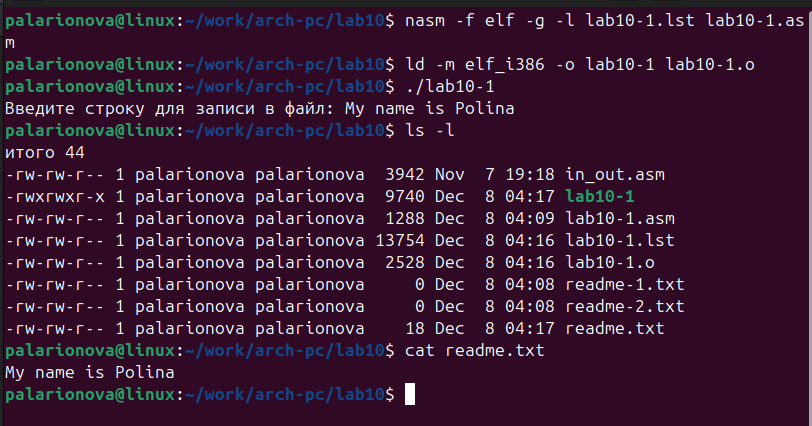 palarionova@linux:~/work/arch-pc/lab10$ nasm -f elf -g -l lab10-1.lst lab10-1.as
m
palarionova@linux:~/work/arch-pc/lab10$ ld -m elf_i386 -o lab10-1 lab10-1.o
palarionova@linux:~/work/arch-pc/lab10$ ./lab10-1
Введите строку для записи в файл: My name is Polina
palarionova@linux:~/work/arch-pc/lab10$ ls -l
итого 44
-rw-rw-r-- 1 palarionova palarionova  3942 Nov  7 19:18 in_out.asm
-rwxrwxr-x 1 palarionova palarionova  9740 Dec  8 04:17 lab10-1
-rw-rw-r-- 1 palarionova palarionova  1288 Dec  8 04:09 lab10-1.asm
-rw-rw-r-- 1 palarionova palarionova 13754 Dec  8 04:16 lab10-1.lst
-rw-rw-r-- 1 palarionova palarionova  2528 Dec  8 04:16 lab10-1.o
-rw-rw-r-- 1 palarionova palarionova     0 Dec  8 04:08 readme-1.txt
-rw-rw-r-- 1 palarionova palarionova     0 Dec  8 04:08 readme-2.txt
-rw-rw-r-- 1 palarionova palarionova    18 Dec  8 04:17 readme.txt
palarionova@linux:~/work/arch-pc/lab10$ cat readme.txt
My name is Polina
palarionova@linux:~/work/arch-pc/lab10$